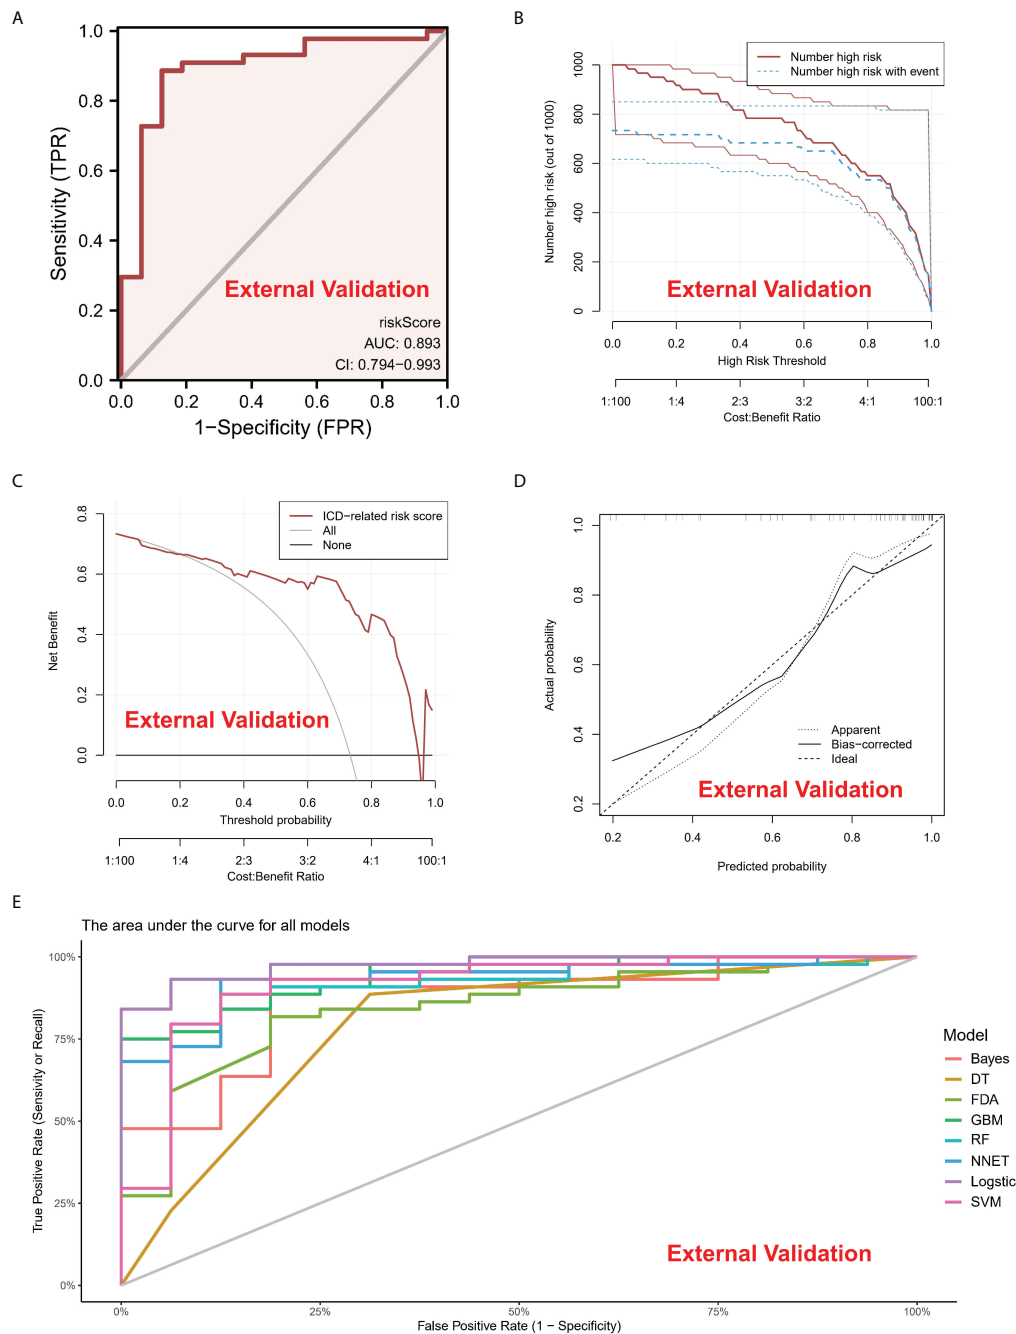 A
1.0
0.8
0.6
0.4
0.2
0.0
Sensitivity (TPR)
External Validation
riskScore
AUC: 0.893
CI: 0.794−0.993
0.0 0.2 0.4 0.6 0.8 1.0
1−Specificity (FPR)
B
Number high risk
Number high risk with event
1000
800
600
400
200
0
Number high risk (out of 1000)
External Validation
0.0 0.2 0.4 0.6 0.8 1.0
High Risk Threshold
1:100 1:4 2:3 3:2 4:1 100:1
Cost:Benefit Ratio
C
ICD−related risk score
All
None
0.8
0.6
0.4
0.2
0.0
Net Benefit
External Validation
0.0 0.2 0.4 0.6 0.8 1.0
Threshold probability
1:100 1:4 2:3 3:2 4:1 100:1
Cost:Benefit Ratio
D
1.0
0.8
0.6
0.4
0.2
Actual probability
Apparent
Bias−corrected
Ideal
External Validation
0.2 0.4 0.6 0.8 1.0
Predicted probability
E
The area under the curve for all models
100%
75%
50%
25%
0%
True Positive Rate (Sensivity or Recall)
Model
Bayes
DT
FDA
GBM
RF
NNET
Logstic
SVM
External Validation
0% 25% 50% 75% 100%
False Positive Rate (1 − Specificity)